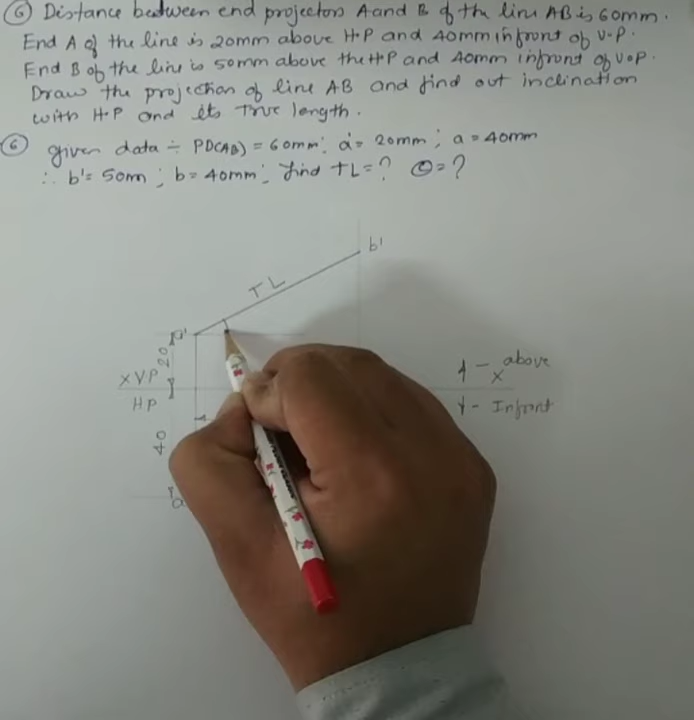 6 Distance between end projectors A and B of the line AB is 60mm.
End A of the line is 20mm above H.P and 40mm infront of V.P.
End B of the line is 50mm above the H.P and 40mm infront of V.P.
Draw the projection of line AB and find out inclination
with H.P and its True length.
6 given data ÷ PD(AB) = 60mm; a' = 20mm; a = 40mm
∴ b' = 50m; b = 40mm; find TL = ? θ = ?
b'
TL
a'
20
X VP
HP
X above
Y - Infront
40
a